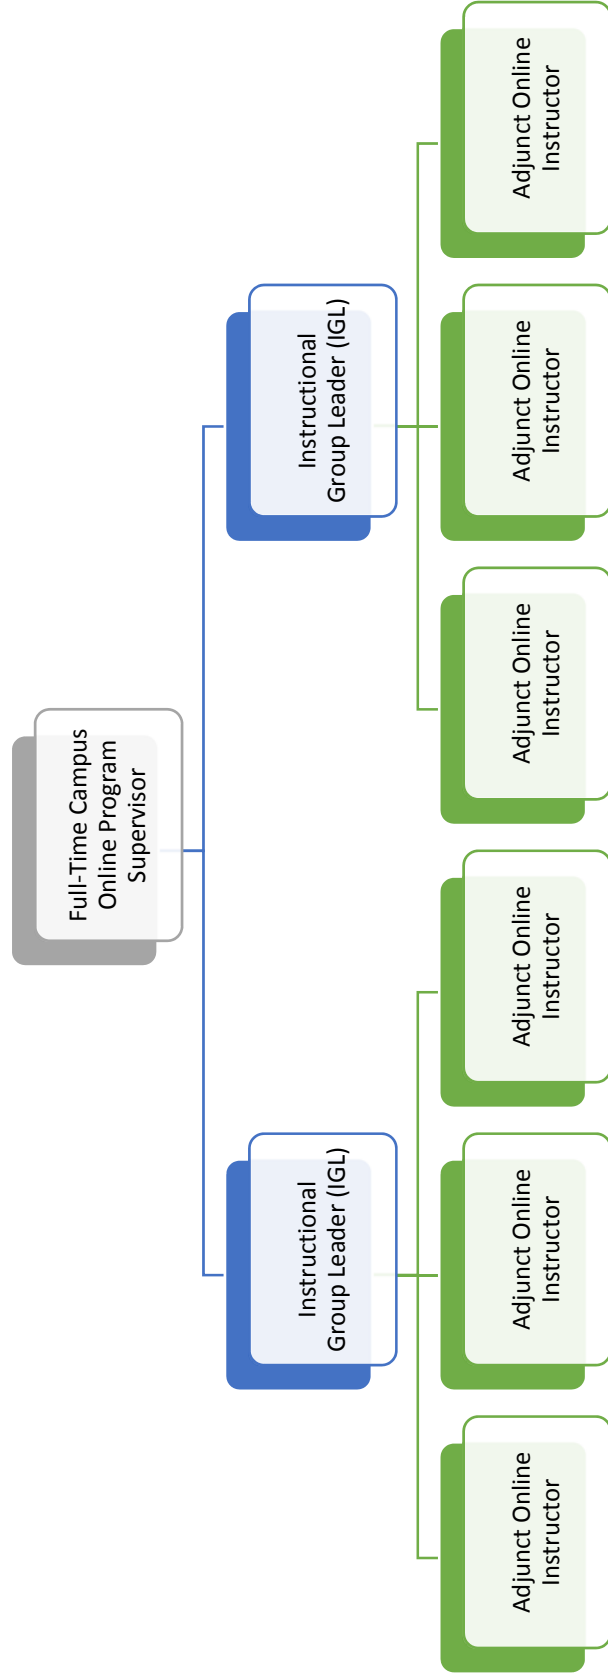 Full-Time Campus
Online Program
Supervisor
Instructional
Group Leader (IGL)
Instructional
Group Leader (IGL)
Adjunct Online
Instructor
Adjunct Online
Instructor
Adjunct Online
Instructor
Adjunct Online
Instructor
Adjunct Online
Instructor
Adjunct Online
Instructor